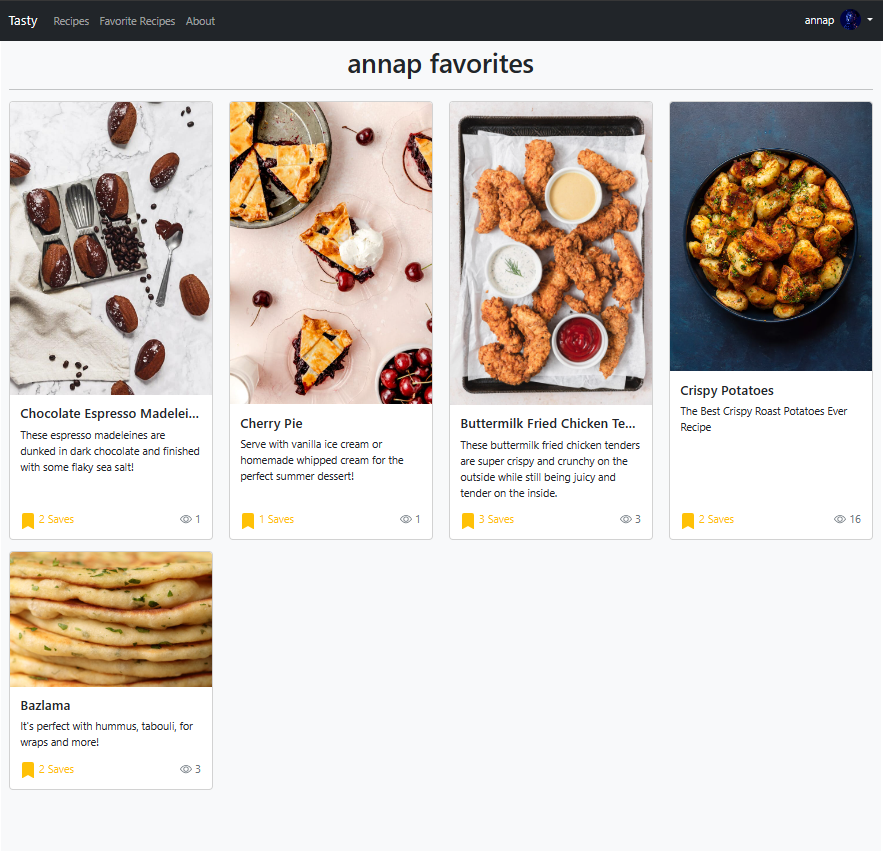 Tasty Recipes Favorite Recipes About annap
annap favorites
Chocolate Espresso Madelei...
These espresso madeleines are
dunked in dark chocolate and finished
with some flaky sea salt!
2 Saves 1
Cherry Pie
Serve with vanilla ice cream or
homemade whipped cream for the
perfect summer dessert!
1 Saves 1
Buttermilk Fried Chicken Te...
These buttermilk fried chicken tenders
are super crispy and crunchy on the
outside while still being juicy and
tender on the inside.
3 Saves 3
Crispy Potatoes
The Best Crispy Roast Potatoes Ever
Recipe
2 Saves 16
Bazlama
It's perfect with hummus, tabouli, for
wraps and more!
2 Saves 3